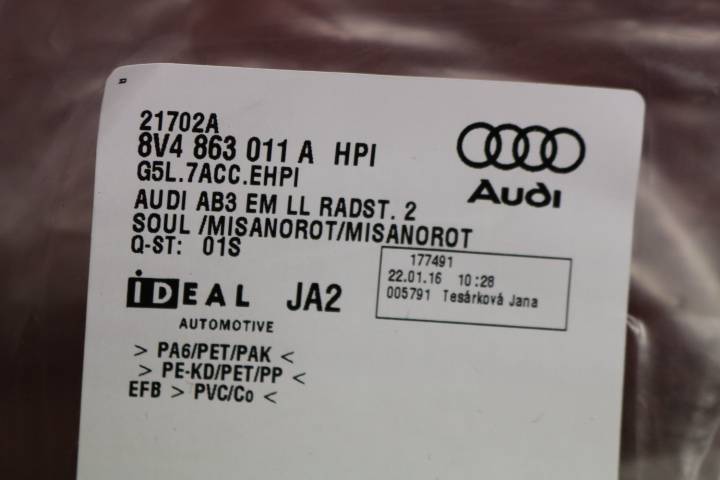 21702A
8V4 863 011 A HPI
G5L.7ACC.EHPI
AUDI AB3 EM LL RADST. 2
SOUL /MISANOROT/MISANOROT
Q-ST: 01S
Audi
177491
22.01.16 10:28
005791 Tesárková Jana
IDEAL JA2
AUTOMOTIVE
> PA6/PET/PAK <
> PE-KD/PET/PP <
EFB > PVC/Co <